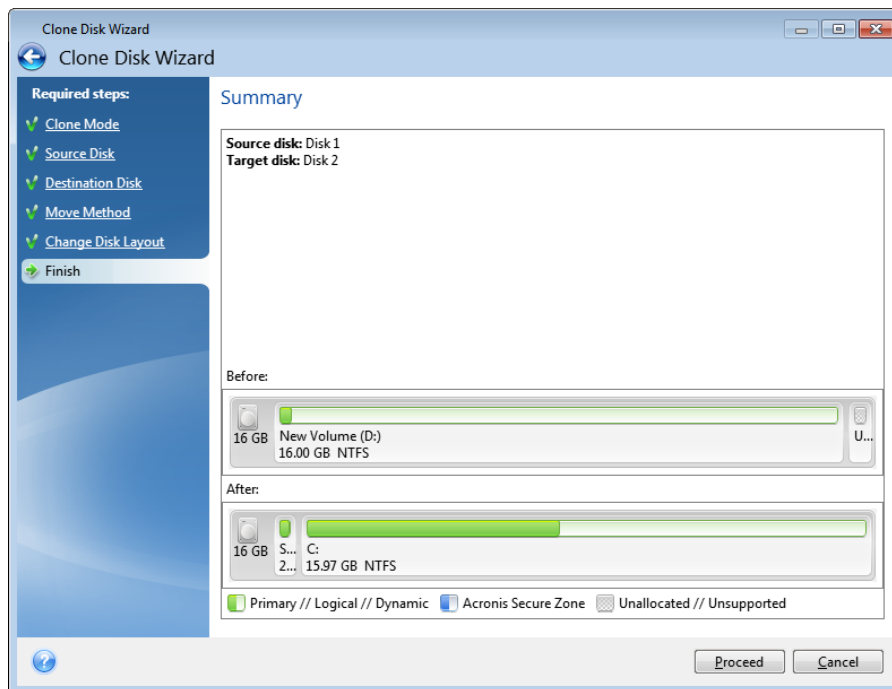 Clone Disk Wizard
Clone Disk Wizard
Required steps:
Clone Mode
Source Disk
Destination Disk
Move Method
Change Disk Layout
Finish
Summary
Source disk: Disk 1
Target disk: Disk 2
Before:
16 GB
New Volume (D:)
16.00 GB NTFS
U...
After:
16 GB
S...
2...
C:
15.97 GB NTFS
Primary // Logical // Dynamic
Acronis Secure Zone
Unallocated // Unsupported
?
Proceed
Cancel